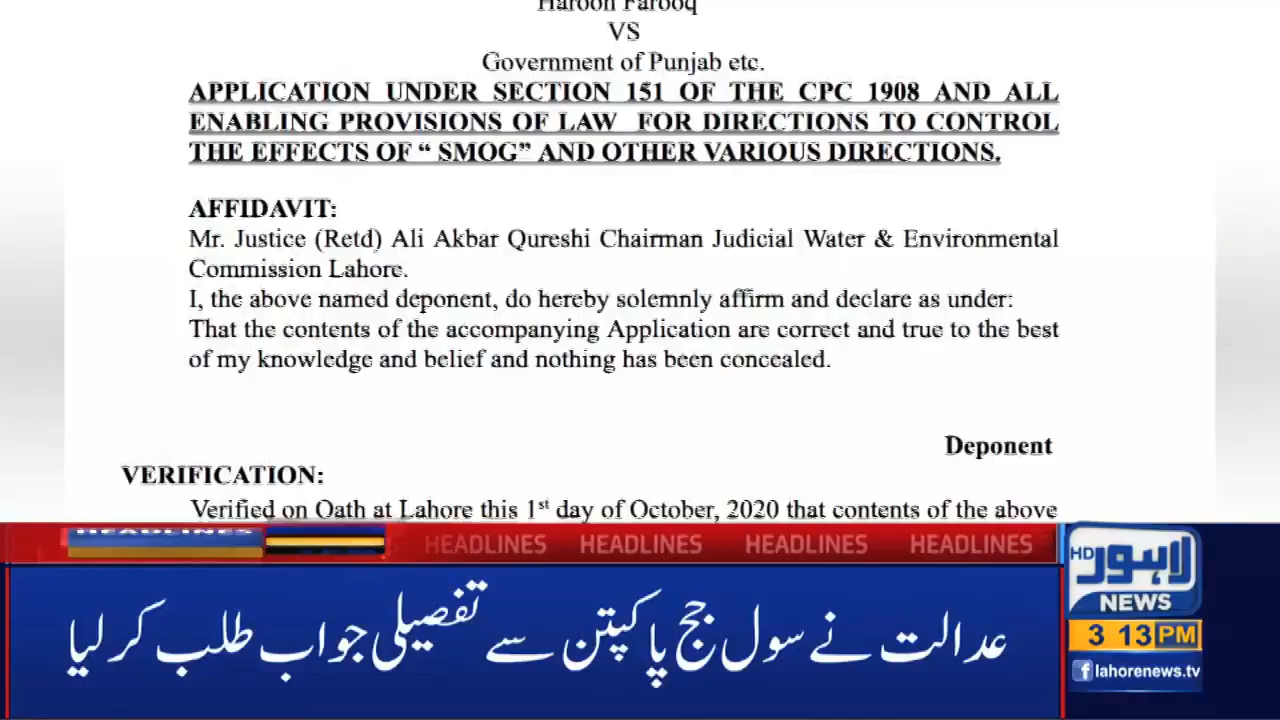 Haroon Farooq
VS
Government of Punjab etc.
APPLICATION UNDER SECTION 151 OF THE CPC 1908 AND ALL
ENABLING PROVISIONS OF LAW FOR DIRECTIONS TO CONTROL
THE EFFECTS OF “ SMOG” AND OTHER VARIOUS DIRECTIONS.
AFFIDAVIT:
Mr. Justice (Retd) Ali Akbar Qureshi Chairman Judicial Water & Environmental
Commission Lahore.
I, the above named deponent, do hereby solemnly affirm and declare as under:
That the contents of the accompanying Application are correct and true to the best
of my knowledge and belief and nothing has been concealed.
Deponent
VERIFICATION:
Verified on Oath at Lahore this 1st day of October, 2020 that contents of the above
HEADLINES HEADLINES HEADLINES HEADLINES HEADLINES
عدالت نے سول جج پاکپتن سے تفصیلی جواب طلب کر لیا
HD لاہور
NEWS
3 13 PM
lahorenews.tv